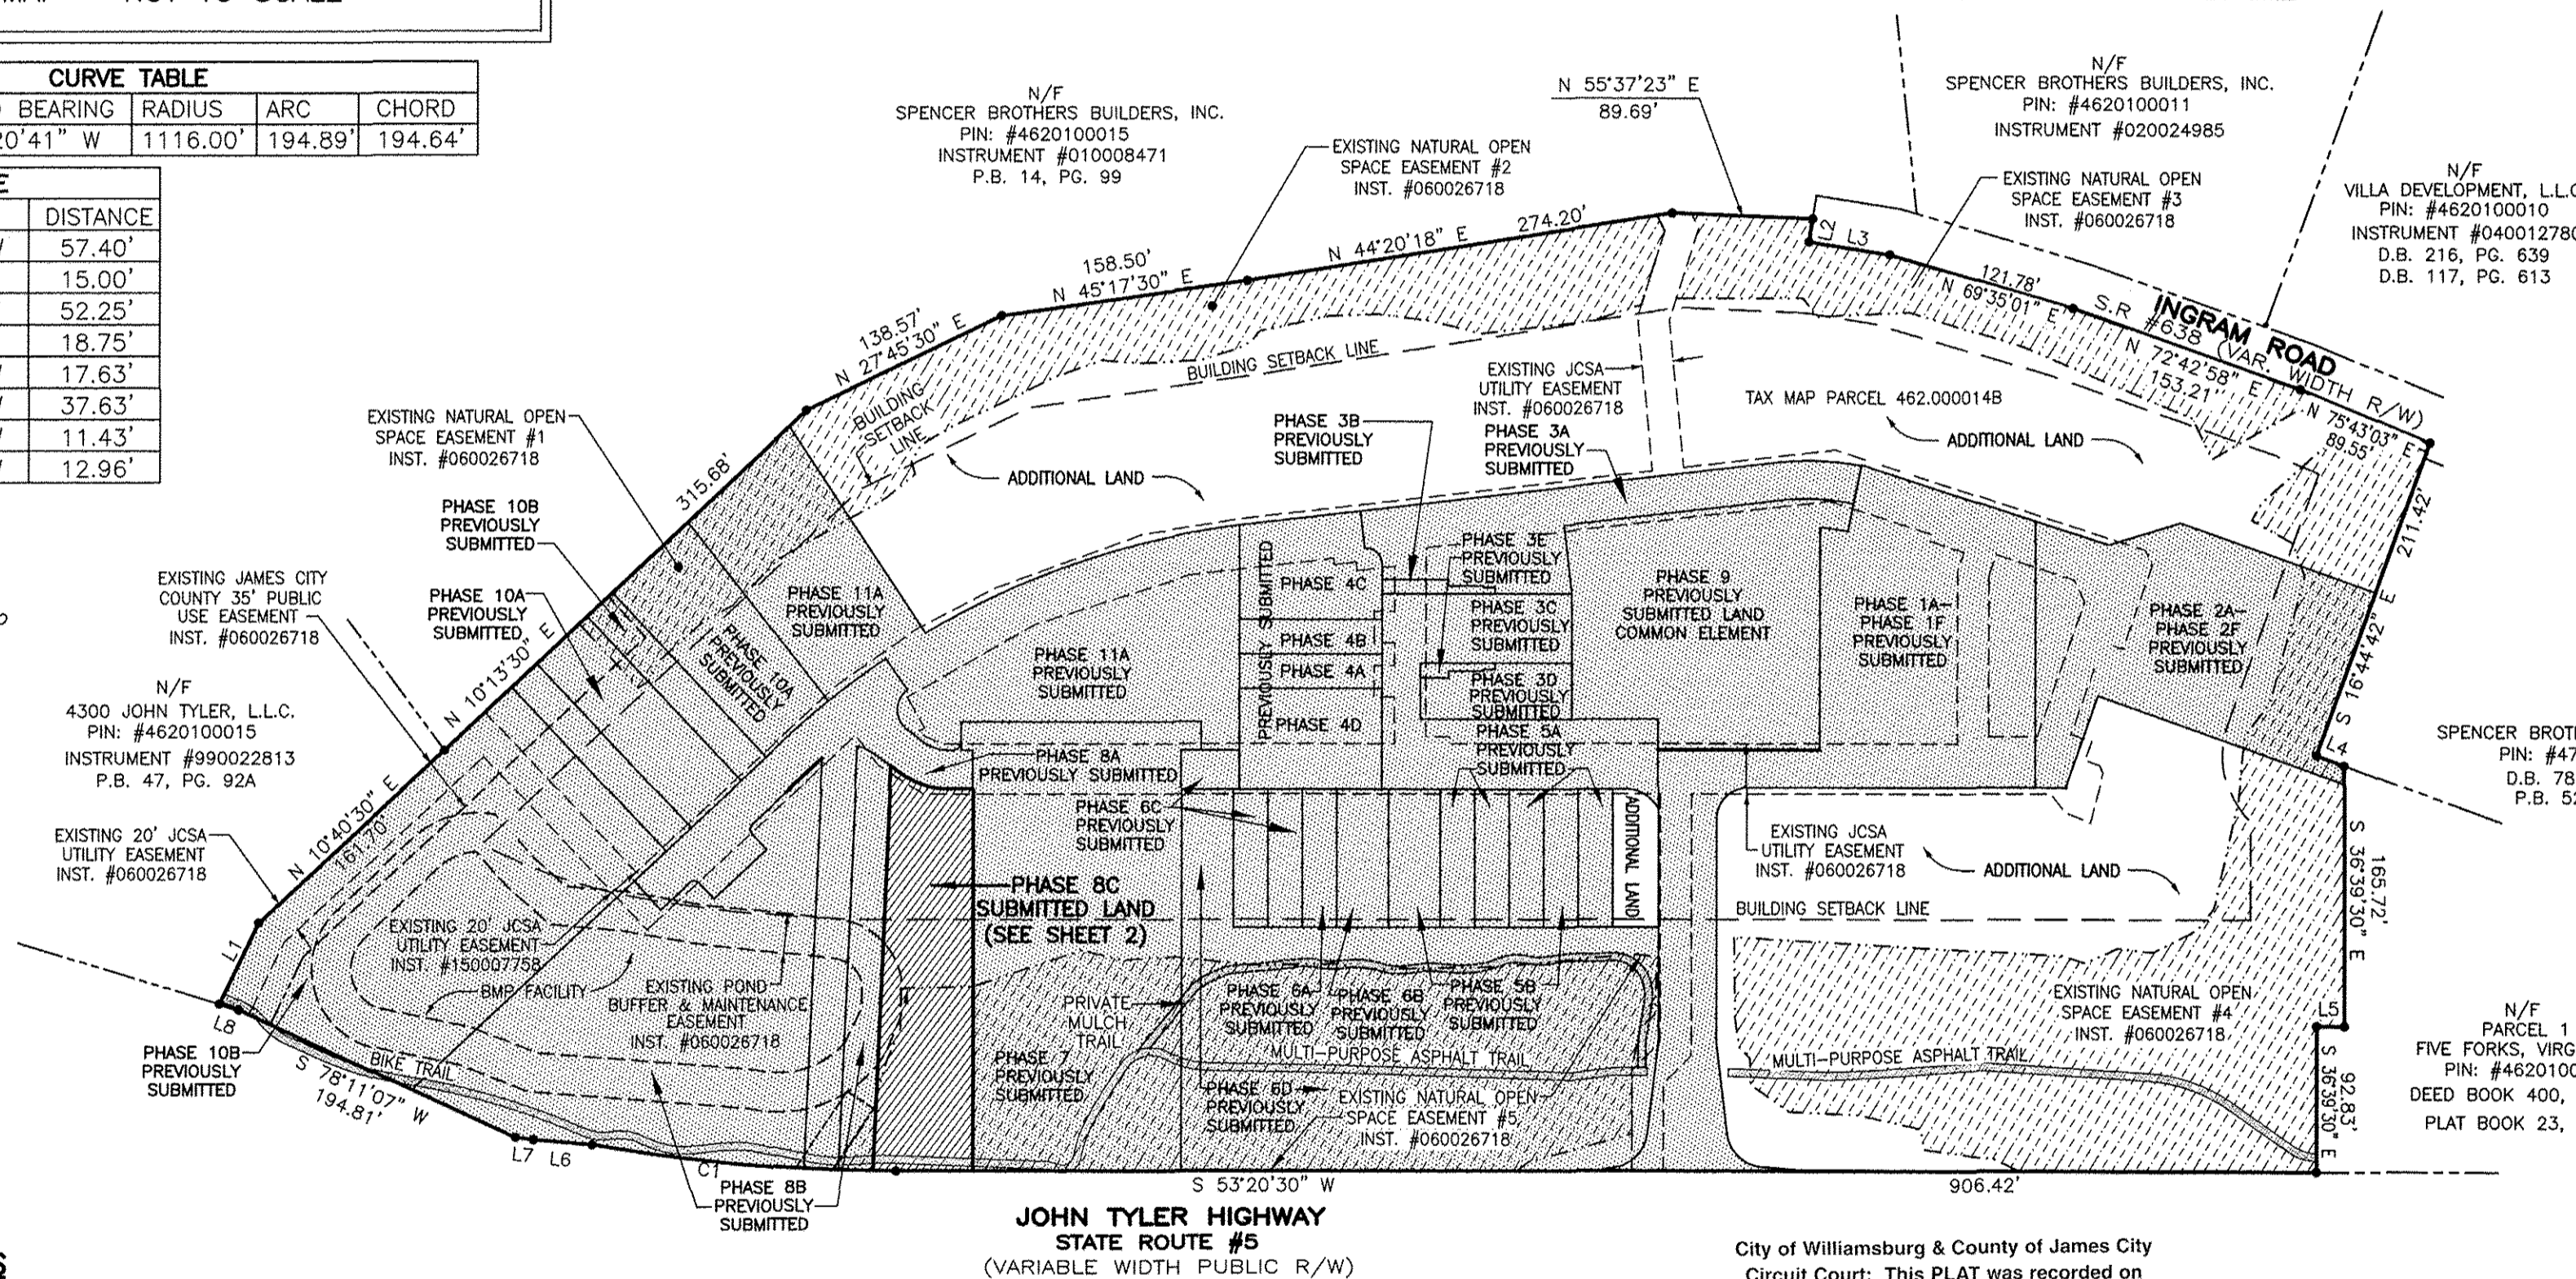 CURVE TABLE
BEARING RADIUS ARC CHORD
20'41" W 1116.00' 194.89' 194.64'
DISTANCE
57.40'
15.00'
52.25'
18.75'
17.63'
37.63'
11.43'
12.96'
N/F
SPENCER BROTHERS BUILDERS, INC.
PIN: #4620100015
INSTRUMENT #010008471
P.B. 14, PG. 99
N 55°37'23" E
89.69'
N/F
SPENCER BROTHERS BUILDERS, INC.
PIN: #4620100011
INSTRUMENT #020024985
N/F
VILLA DEVELOPMENT, L.L.C
PIN: #4620100010
INSTRUMENT #040012780
D.B. 216, PG. 639
D.B. 117, PG. 613
EXISTING NATURAL OPEN
SPACE EASEMENT #2
INST. #060026718
EXISTING NATURAL OPEN
SPACE EASEMENT #3
INST. #060026718
138.57'
N 27°45'30" E
158.50'
N 45°17'30" E
274.20'
N 44°20'18" E
L2
L3
121.78'
N 69°35'01" E
INGRAM ROAD
S.R #638 (VAR. WIDTH R/W)
N 72°42'58" E
153.21'
N 75°43'03" E
89.55'
BUILDING
SETBACK
LINE
BUILDING SETBACK LINE
EXISTING JCSA
UTILITY EASEMENT
INST. #060026718
TAX MAP PARCEL 462.000014B
ADDITIONAL LAND
ADDITIONAL LAND
PHASE 3B
PREVIOUSLY
SUBMITTED
PHASE 3A
PREVIOUSLY
SUBMITTED
EXISTING NATURAL OPEN
SPACE EASEMENT #1
INST. #060026718
315.68'
N 10°13'30" E
PHASE 10B
PREVIOUSLY
SUBMITTED
PHASE 10A
PREVIOUSLY
SUBMITTED
EXISTING JAMES CITY
COUNTY 35' PUBLIC
USE EASEMENT
INST. #060026718
PHASE 10A
PREVIOUSLY
SUBMITTED
PHASE 11A
PREVIOUSLY
SUBMITTED
PHASE 11A
PREVIOUSLY
SUBMITTED
PREVIOUSLY SUBMITTED
PHASE 4C
PHASE 4B
PHASE 4A
PHASE 4D
PHASE 3E
PREVIOUSLY
SUBMITTED
PHASE 3C
PREVIOUSLY
SUBMITTED
PHASE 3D
PREVIOUSLY
SUBMITTED
PHASE 5A
PREVIOUSLY
SUBMITTED
PHASE 9
PREVIOUSLY
SUBMITTED LAND
COMMON ELEMENT
PHASE 1A-
PHASE 1F
PREVIOUSLY
SUBMITTED
PHASE 2A-
PHASE 2F
PREVIOUSLY
SUBMITTED
211.42'
S 16°44'42" E
L4
N/F
4300 JOHN TYLER, L.L.C.
PIN: #4620100015
INSTRUMENT #990022813
P.B. 47, PG. 92A
N 10°40'30" E
161.70'
EXISTING 20' JCSA
UTILITY EASEMENT
INST. #060026718
L1
L8
PHASE 8A
PREVIOUSLY SUBMITTED
PHASE 6C
PREVIOUSLY
SUBMITTED
ADDITIONAL LAND
EXISTING JCSA
UTILITY EASEMENT
INST. #060026718
ADDITIONAL LAND
BUILDING SETBACK LINE
165.72'
S 36°39'30" E
L5
92.83'
S 36°39'30" E
PHASE 8C
SUBMITTED LAND
(SEE SHEET 2)
EXISTING 20' JCSA
UTILITY EASEMENT
INST. #150007758
BMP FACILITY
EXISTING POND
BUFFER & MAINTENANCE
EASEMENT
INST. #060026718
PRIVATE
MULCH
TRAIL
PHASE 6A
PREVIOUSLY
SUBMITTED
PHASE 6B
PREVIOUSLY
SUBMITTED
PHASE 5B
PREVIOUSLY
SUBMITTED
MULTI-PURPOSE ASPHALT TRAIL
EXISTING NATURAL OPEN
SPACE EASEMENT #4
INST. #060026718
MULTI-PURPOSE ASPHALT TRAIL
PHASE 10B
PREVIOUSLY
SUBMITTED
BIKE TRAIL
S 78°11'07" W
194.81'
L7
L6
C1
PHASE 7
PREVIOUSLY
SUBMITTED
PHASE 6D
PREVIOUSLY
SUBMITTED
EXISTING NATURAL OPEN
SPACE EASEMENT #5
INST. #060026718
PHASE 8B
PREVIOUSLY
SUBMITTED
S 53°20'30" W
906.42'
SPENCER BROT
PIN: #47
D.B. 78
P.B. 52
N/F
PARCEL 1
FIVE FORKS, VIRG
PIN: #4620100
DEED BOOK 400,
PLAT BOOK 23,
JOHN TYLER HIGHWAY
STATE ROUTE #5
(VARIABLE WIDTH PUBLIC R/W)
City of Williamsburg & County of James City
Circuit Court: This PLAT was recorded on